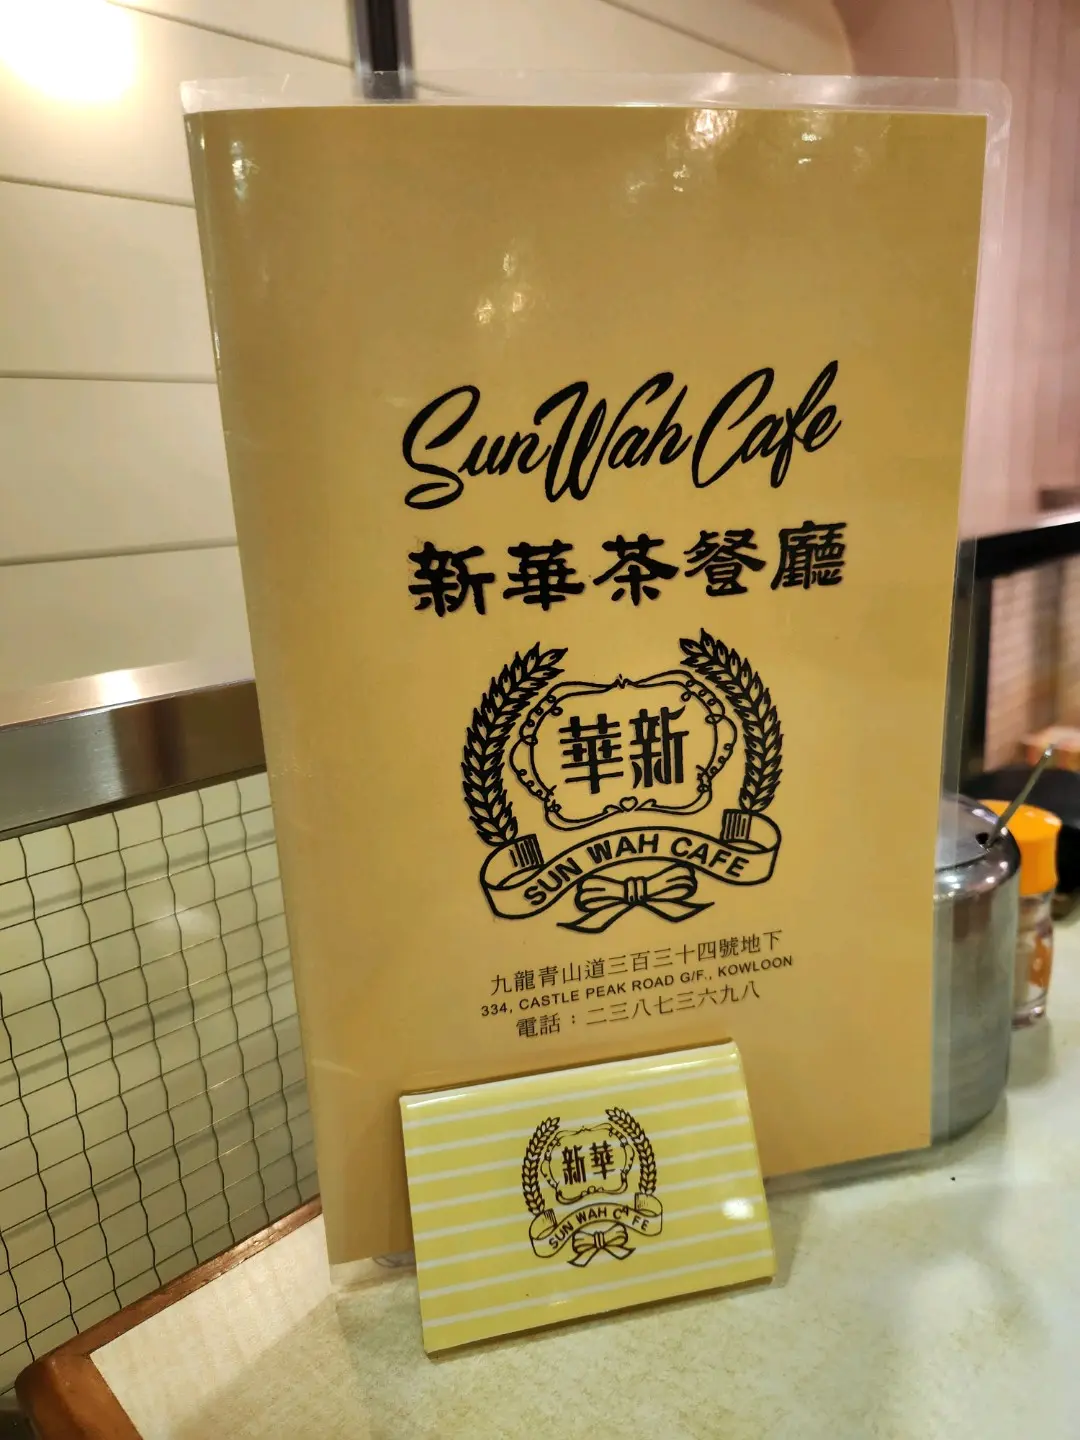 Sun Wah Cafe
新華茶餐廳
華新
SUN WAH CAFE
九龍青山道三百三十四號地下
334, CASTLE PEAK ROAD G/F., KOWLOON
電話：二三八七三六九八
新華
SUN WAH CAFE